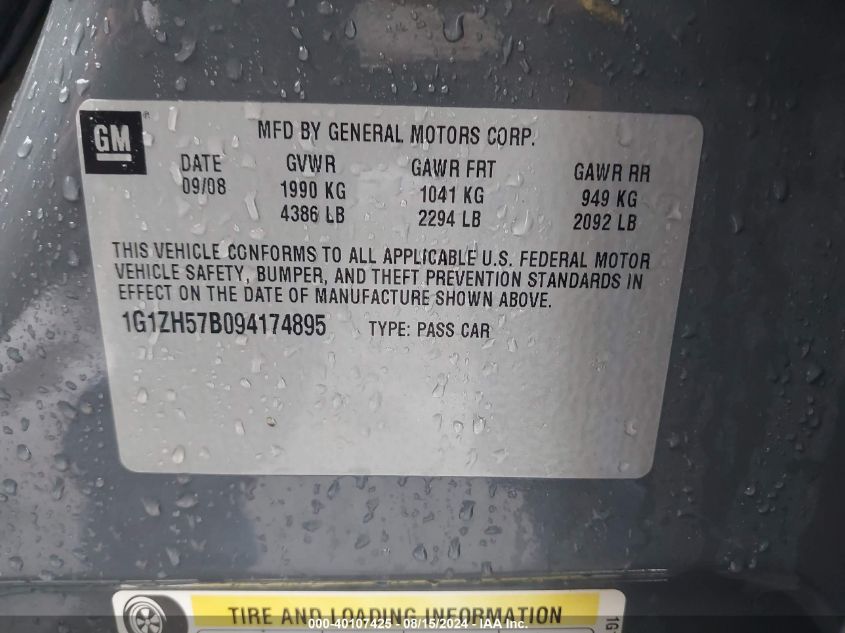 GM
MFD BY GENERAL MOTORS CORP.
DATE GVWR GAWR FRT GAWR RR
09/08 1990 KG 1041 KG 949 KG
4386 LB 2294 LB 2092 LB
THIS VEHICLE CONFORMS TO ALL APPLICABLE U.S. FEDERAL MOTOR
VEHICLE SAFETY, BUMPER, AND THEFT PREVENTION STANDARDS IN
EFFECT ON THE DATE OF MANUFACTURE SHOWN ABOVE.
1G1ZH57B094174895 TYPE: PASS CAR
TIRE AND LOADING INFORMATION
1G
000-40107425 - 08/15/2024 - IAA Inc.